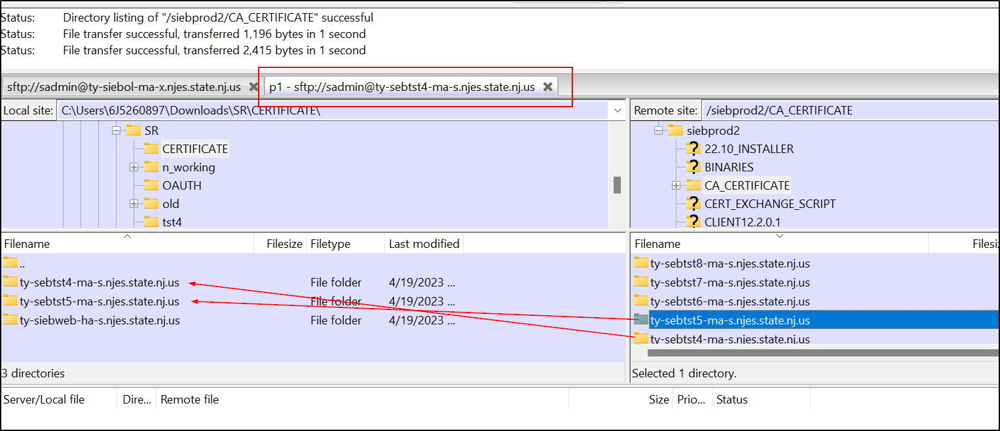 Status: Directory listing of "/siebprod2/CA_CERTIFICATE" successful
Status: File transfer successful, transferred 1,196 bytes in 1 second
Status: File transfer successful, transferred 2,415 bytes in 1 second
sftp://sadmin@ty-siebol-ma-x.njes.state.nj.us p1 - sftp://sadmin@ty-sebtst4-ma-s.njes.state.nj.us
Local site: C:\Users\6J5260897\Downloads\SR\CERTIFICATE\
SR
CERTIFICATE
n_working
OAUTH
old
tst4
Remote site: /siebprod2/CA_CERTIFICATE
siebprod2
22.10_INSTALLER
BINARIES
CA_CERTIFICATE
CERT_EXCHANGE_SCRIPT
CLIENT12.2.0.1
Filename Filesize Filetype Last modified
..
ty-sebtst4-ma-s.njes.state.nj.us File folder 4/19/2023 ...
ty-sebtst5-ma-s.njes.state.nj.us File folder 4/19/2023 ...
ty-siebweb-ha-s.njes.state.nj.us File folder 4/19/2023 ...
3 directories
Filename Filesi
ty-sebtst8-ma-s.njes.state.nj.us
ty-sebtst7-ma-s.njes.state.nj.us
ty-sebtst6-ma-s.njes.state.nj.us
ty-sebtst5-ma-s.njes.state.nj.us
ty-sebtst4-ma-s.njes.state.nj.us
Selected 1 directory.
Server/Local file Dire... Remote file Size Prio... Status